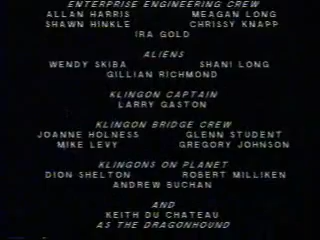 ENTERPRISE ENGINEERING CREW
ALLAN HARRIS MEAGAN LONG
SHAWN HINKLE CHRISSY KNAPP
IRA GOLD
ALIENS
WENDY SKIBA SHANI LONG
GILLIAN RICHMOND
KLINGON CAPTAIN
LARRY GASTON
KLINGON BRIDGE CREW
JOANNE HOLNESS GLENN STUDENT
MIKE LEVY GREGORY JOHNSON
KLINGONS ON PLANET
DION SHELTON ROBERT MILLIKEN
ANDREW BUCHAN
AND
KEITH DU CHATEAU
AS THE DRAGONHOUND